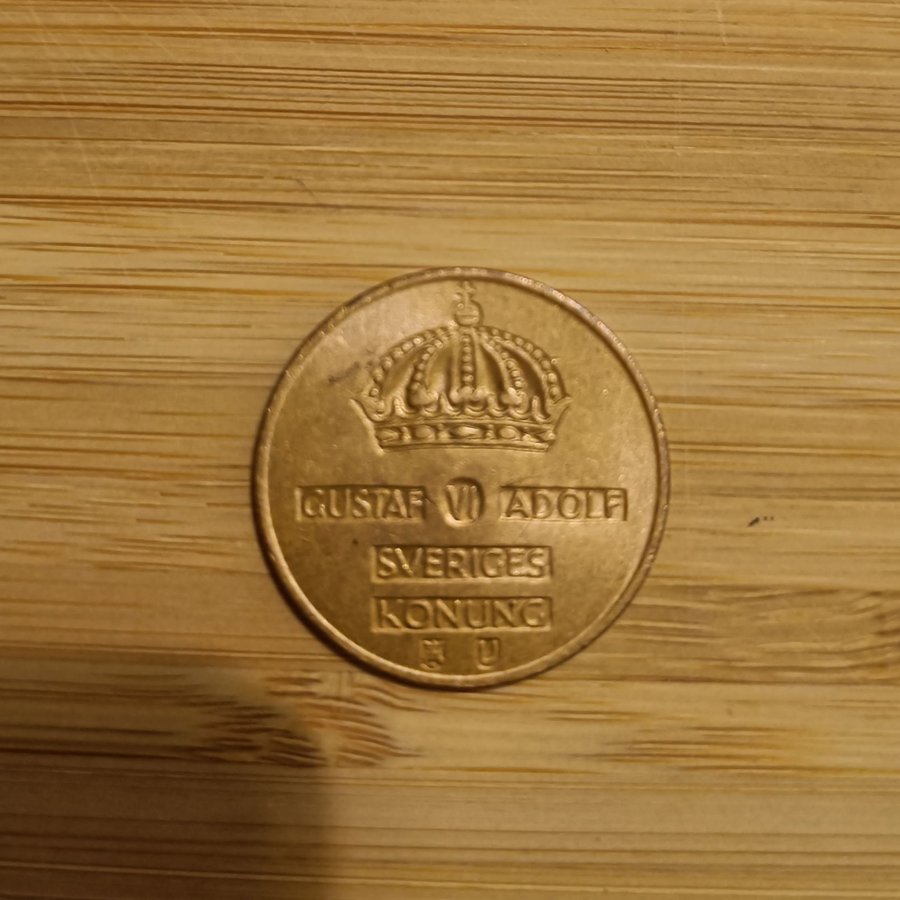 GUSTAF VI ADOLF
SVERIGES
KONUNG
U